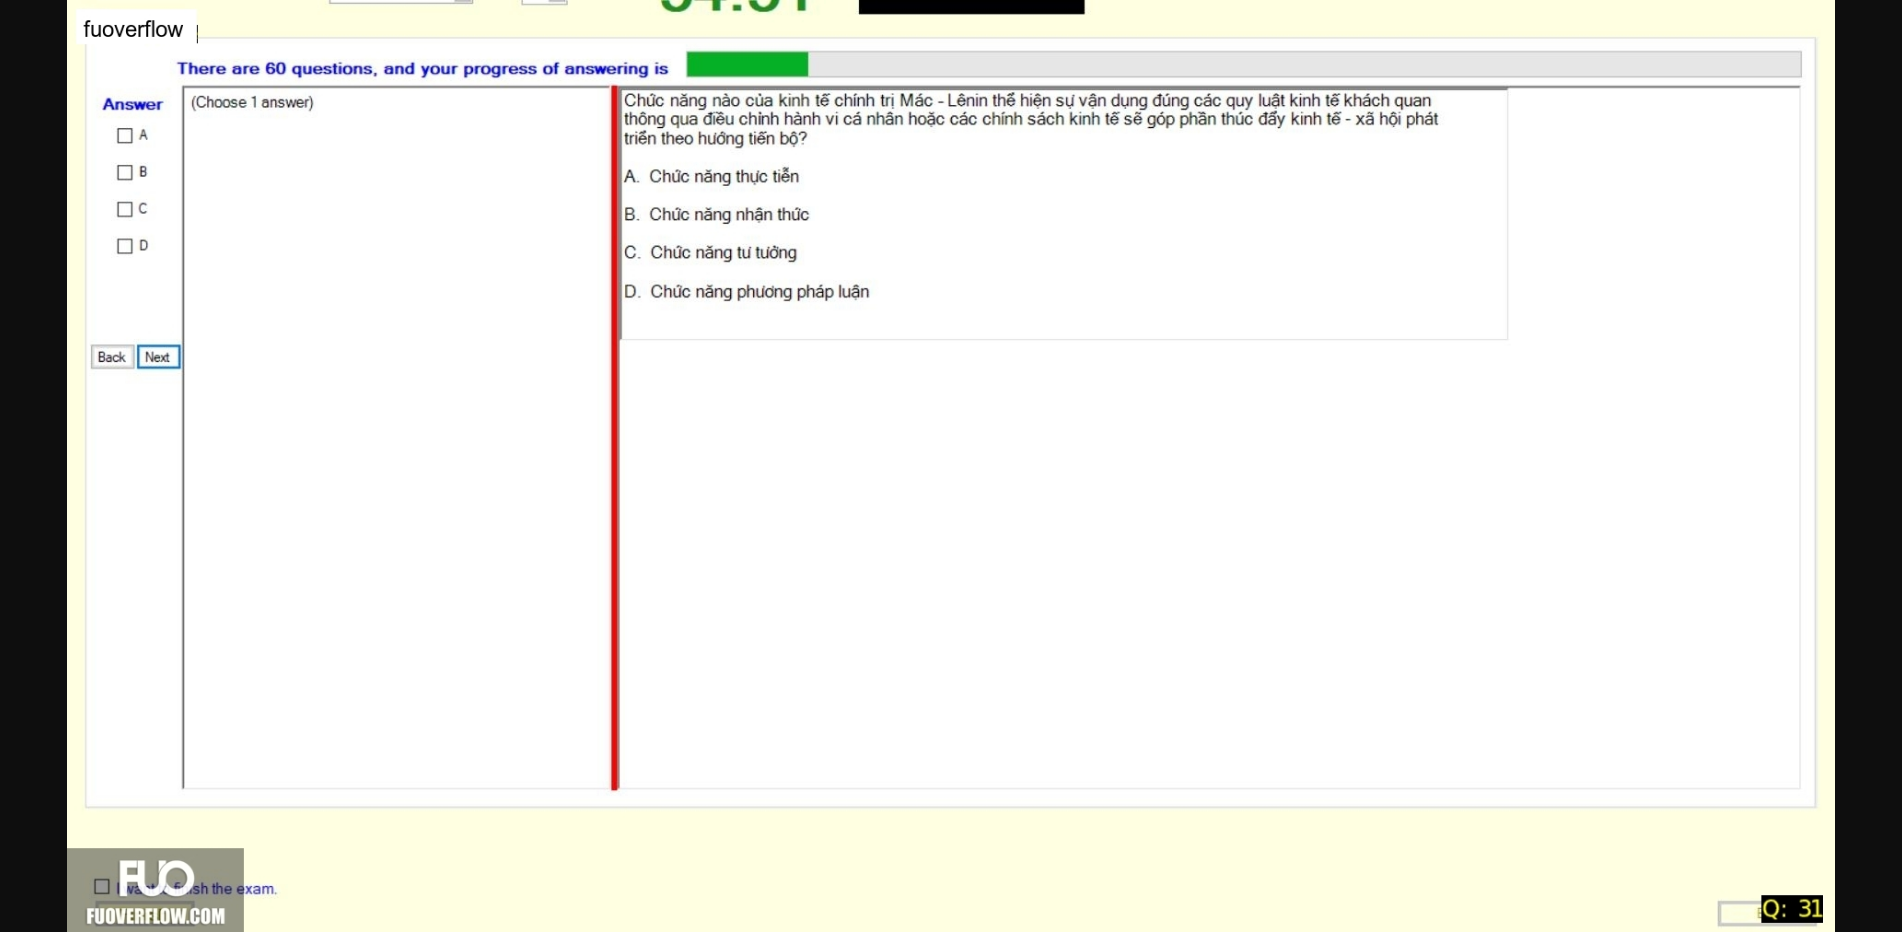 fuoverflow
There are 60 questions, and your progress of answering is
Answer
(Choose 1 answer)
A
B
C
D
Back
Next
Chức năng nào của kinh tế chính trị Mác - Lênin thể hiện sự vận dụng đúng các quy luật kinh tế khách quan
thông qua điều chỉnh hành vi cá nhân hoặc các chính sách kinh tế sẽ góp phần thúc đẩy kinh tế - xã hội phát
triển theo hướng tiến bộ?
A. Chức năng thực tiễn
B. Chức năng nhận thức
C. Chức năng tư tưởng
D. Chức năng phương pháp luận
FUO
the exam.
FUOVERFLOW.COM
Q: 31